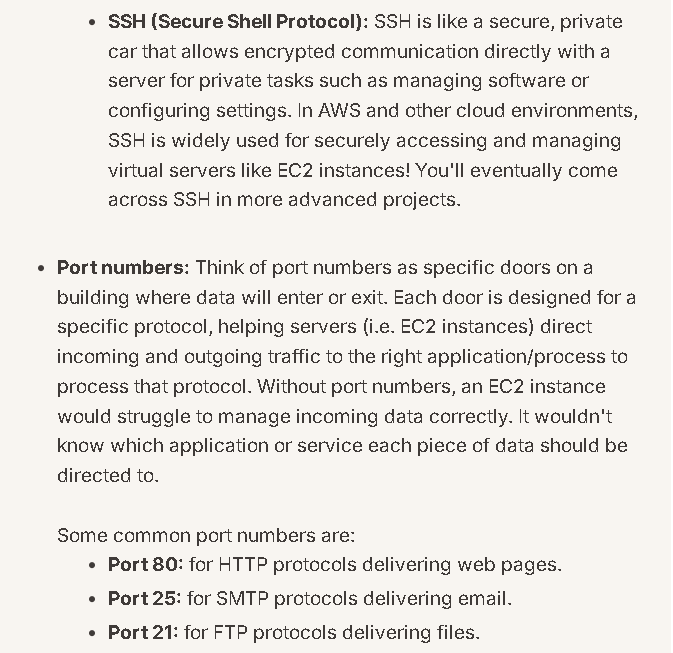 • SSH (Secure Shell Protocol): SSH is like a secure, private
car that allows encrypted communication directly with a
server for private tasks such as managing software or
configuring settings. In AWS and other cloud environments,
SSH is widely used for securely accessing and managing
virtual servers like EC2 instances! You'll eventually come
across SSH in more advanced projects.
• Port numbers: Think of port numbers as specific doors on a
building where data will enter or exit. Each door is designed for a
specific protocol, helping servers (i.e. EC2 instances) direct
incoming and outgoing traffic to the right application/process to
process that protocol. Without port numbers, an EC2 instance
would struggle to manage incoming data correctly. It wouldn't
know which application or service each piece of data should be
directed to.
Some common port numbers are:
• Port 80: for HTTP protocols delivering web pages.
• Port 25: for SMTP protocols delivering email.
• Port 21: for FTP protocols delivering files.